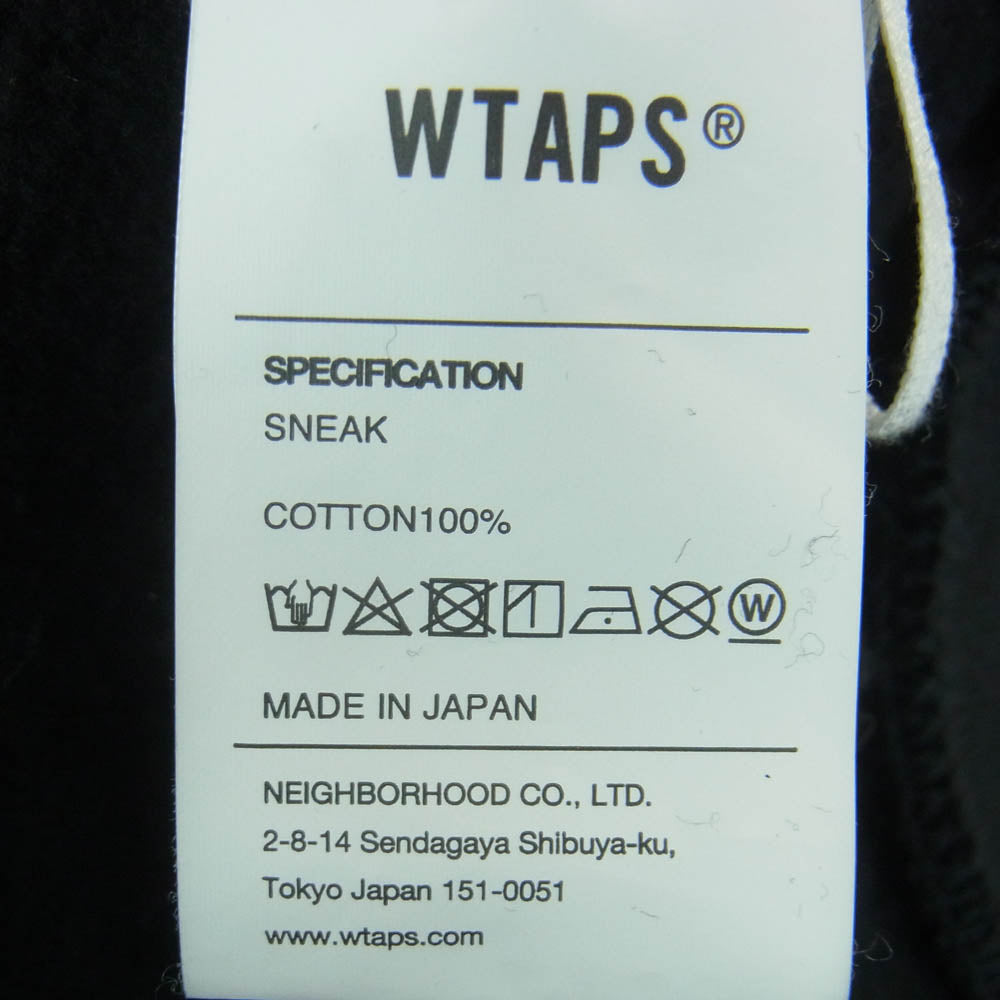 WTAPS®
SPECIFICATION
SNEAK
COTTON100%
W
MADE IN JAPAN
NEIGHBORHOOD CO., LTD.
2-8-14 Sendagaya Shibuya-ku,
Tokyo Japan 151-0051
www.wtaps.com